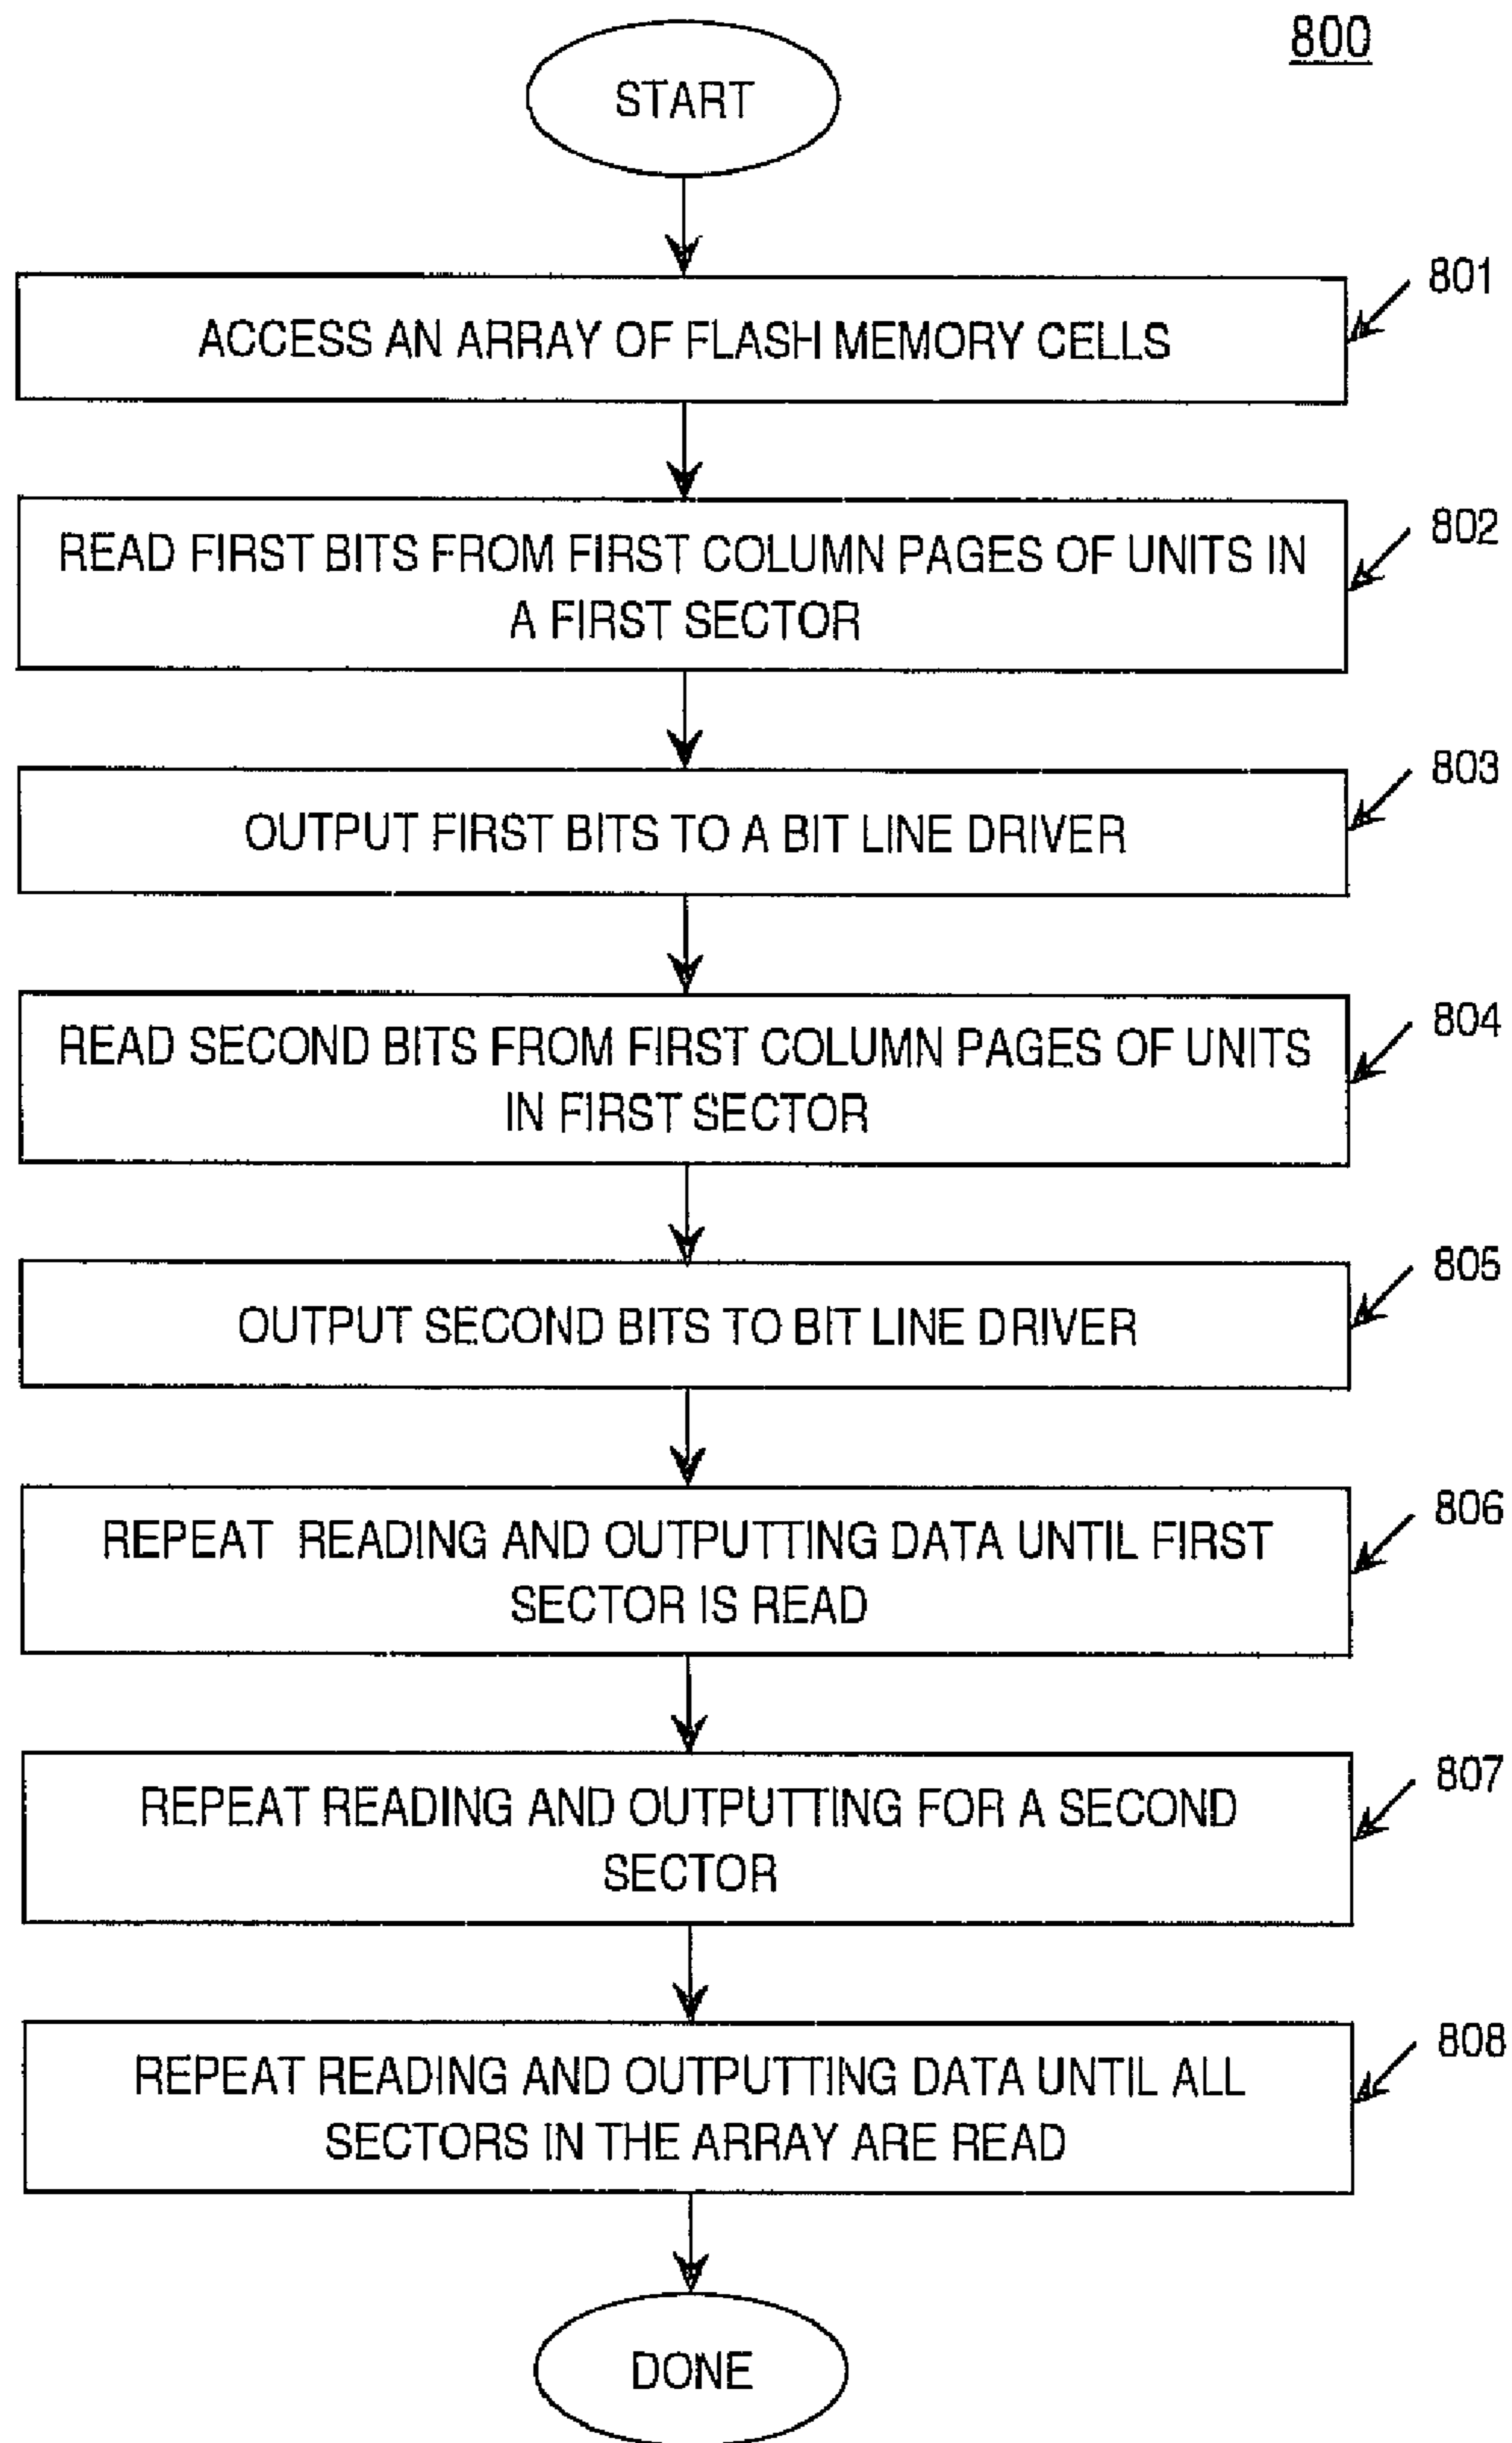 800
START
801
ACCESS AN ARRAY OF FLASH MEMORY CELLS
802
READ FIRST BITS FROM FIRST COLUMN PAGES OF UNITS IN
A FIRST SECTOR
803
OUTPUT FIRST BITS TO A BIT LINE DRIVER
804
READ SECOND BITS FROM FIRST COLUMN PAGES OF UNITS
IN FIRST SECTOR
805
OUTPUT SECOND BITS TO BIT LINE DRIVER
806
REPEAT READING AND OUTPUTTING DATA UNTIL FIRST
SECTOR IS READ
807
REPEAT READING AND OUTPUTTING FOR A SECOND
SECTOR
808
REPEAT READING AND OUTPUTTING DATA UNTIL ALL
SECTORS IN THE ARRAY ARE READ
DONE